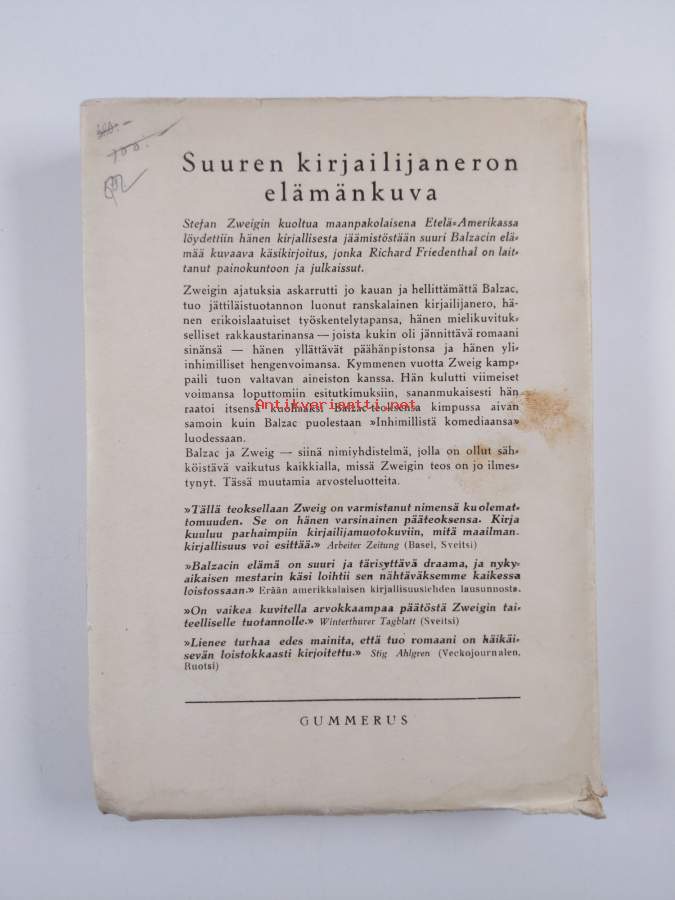 100.
Suuren kirjailijaneron
elämänkuva
Stefan Zweigin kuoltua maanpakolaisena Etelä-Amerikassa
löydettiin hänen kirjallisesta jäämistöstään suuri Balzacin elä-
mää kuvaava käsikirjoitus, jonka Richard Friedenthal on lait-
tanut painokuntoon ja julkaissut.
Zweigin ajatuksia askarrutti jo kauan ja hellittämättä Balzac,
tuo jättiläistuotannon luonut ranskalainen kirjailijanero, hä-
nen erikoislaatuiset työskentelytapansa, hänen mielikuvituk-
selliset rakkaustarinansa — joista kukin oli jännittävä romaani
sinänsä — hänen yllättävät päähänpistonsa ja hänen yli-
inhimilliset hengenvoimansa. Kymmenen vuotta Zweig kamp-
paili tuon valtavan aineiston kanssa. Hän kulutti viimeiset
voimansa loputtomiin esitutkimuksiin, sananmukaisesti hän
raatoi itsensä kuolmaksi Balzac-teoksensa kimpussa aivan
Antikvariaatti.net
samoin kuin Balzac puolestaan »Inhimillistä komediaansa»
luodessaan.
Balzac ja Zweig — siinä nimiyhdistelmä, jolla on ollut säh-
köistävä vaikutus kaikkialla, missä Zweigin teos on jo ilmes-
tynyt. Tässä muutamia arvosteluotteita.
»Tällä teoksellaan Zweig on varmistanut nimensä kuolemat-
tomuuden. Se on hänen varsinainen pääteoksensa. Kirja
kuuluu parhaimpiin kirjailijamuotokuviin, mitä maailman-
kirjallisuus voi esittää.» Arbeiter Zeitung (Basel, Sveitsi)
»Balzacin elämä on suuri ja tärisyttävä draama, ja nyky-
aikaisen mestarin käsi loihtii sen nähtäväksemme kaikessa
loistossaan.» Erään amerikkalaisen kirjallisuuslehden lausunnosta.
»On vaikea kuvitella arvokkaampaa päätöstä Zweigin tai-
teelliselle tuotannolle.» Winterthurer Tagblatt (Sveitsi)
»Lienee turhaa edes mainita, että tuo romaani on häikäi-
sevän loistokkaasti kirjoitettu.» Stig Ahlgren (Veckojournalen,
Ruotsi)
GUMMERUS